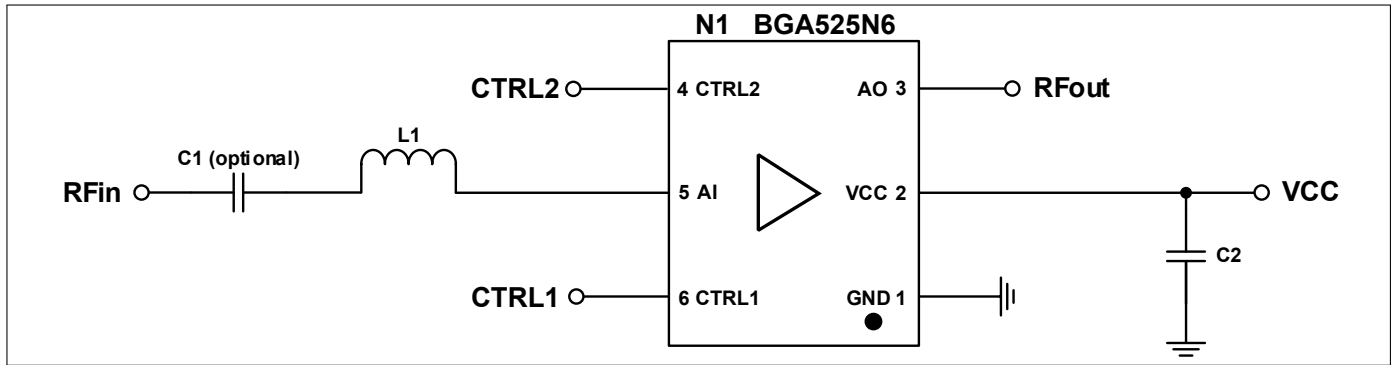 N1 BGA525N6
CTRL2
4 CTRL2
AO 3
RFout
C1 (optional)
L1
RFin
5 AI
VCC 2
VCC
C2
CTRL1
6 CTRL1
GND 1